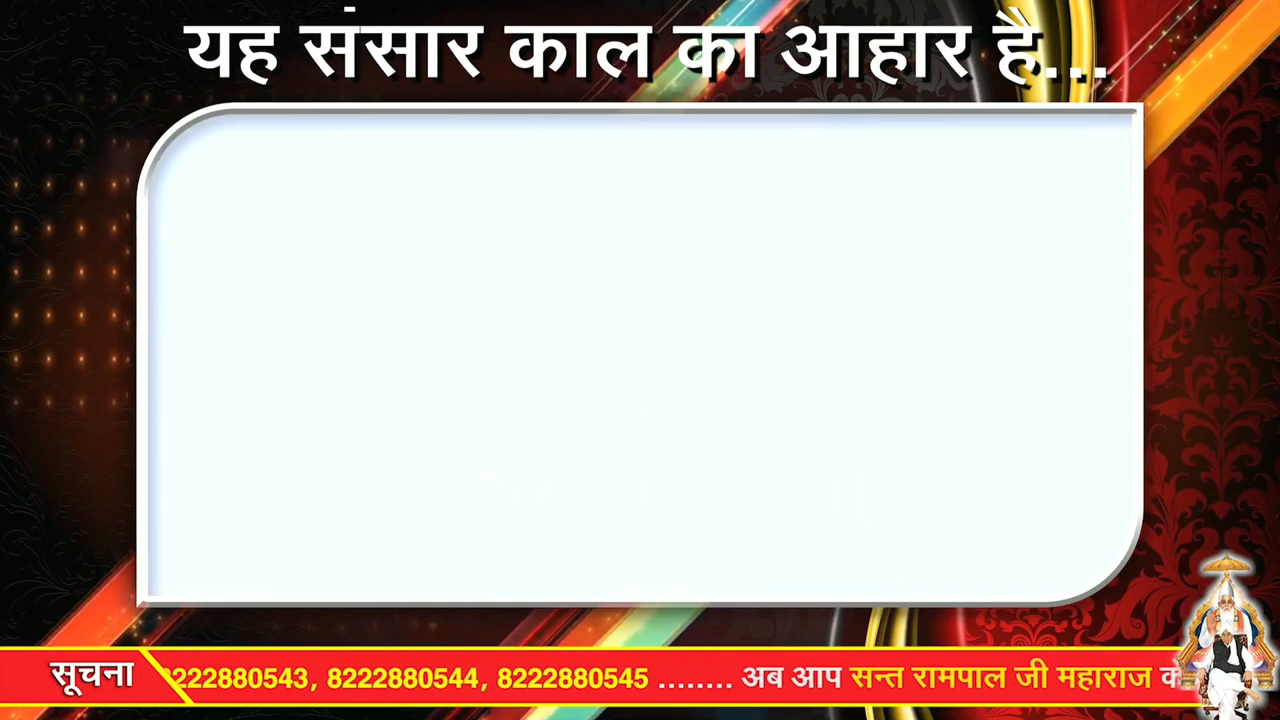 यह संसार काल का आहार है...
सूचना
222880543, 8222880544, 8222880545 ........ अब आप सन्त रामपाल जी महाराज